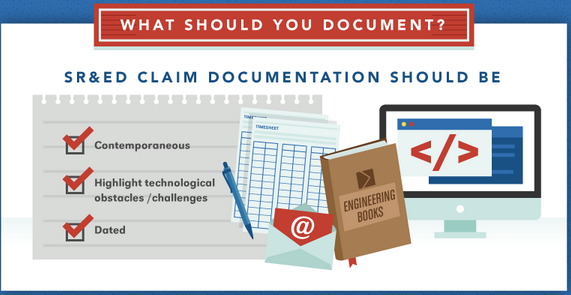 WHAT SHOULD YOU DOCUMENT?
SR&ED CLAIM DOCUMENTATION SHOULD BE
Contemporaneous
Highlight technological
obstacles /challenges
Dated
TIMESHEET
TIMESHEET
@
ENGINEERING
BOOKS
</>